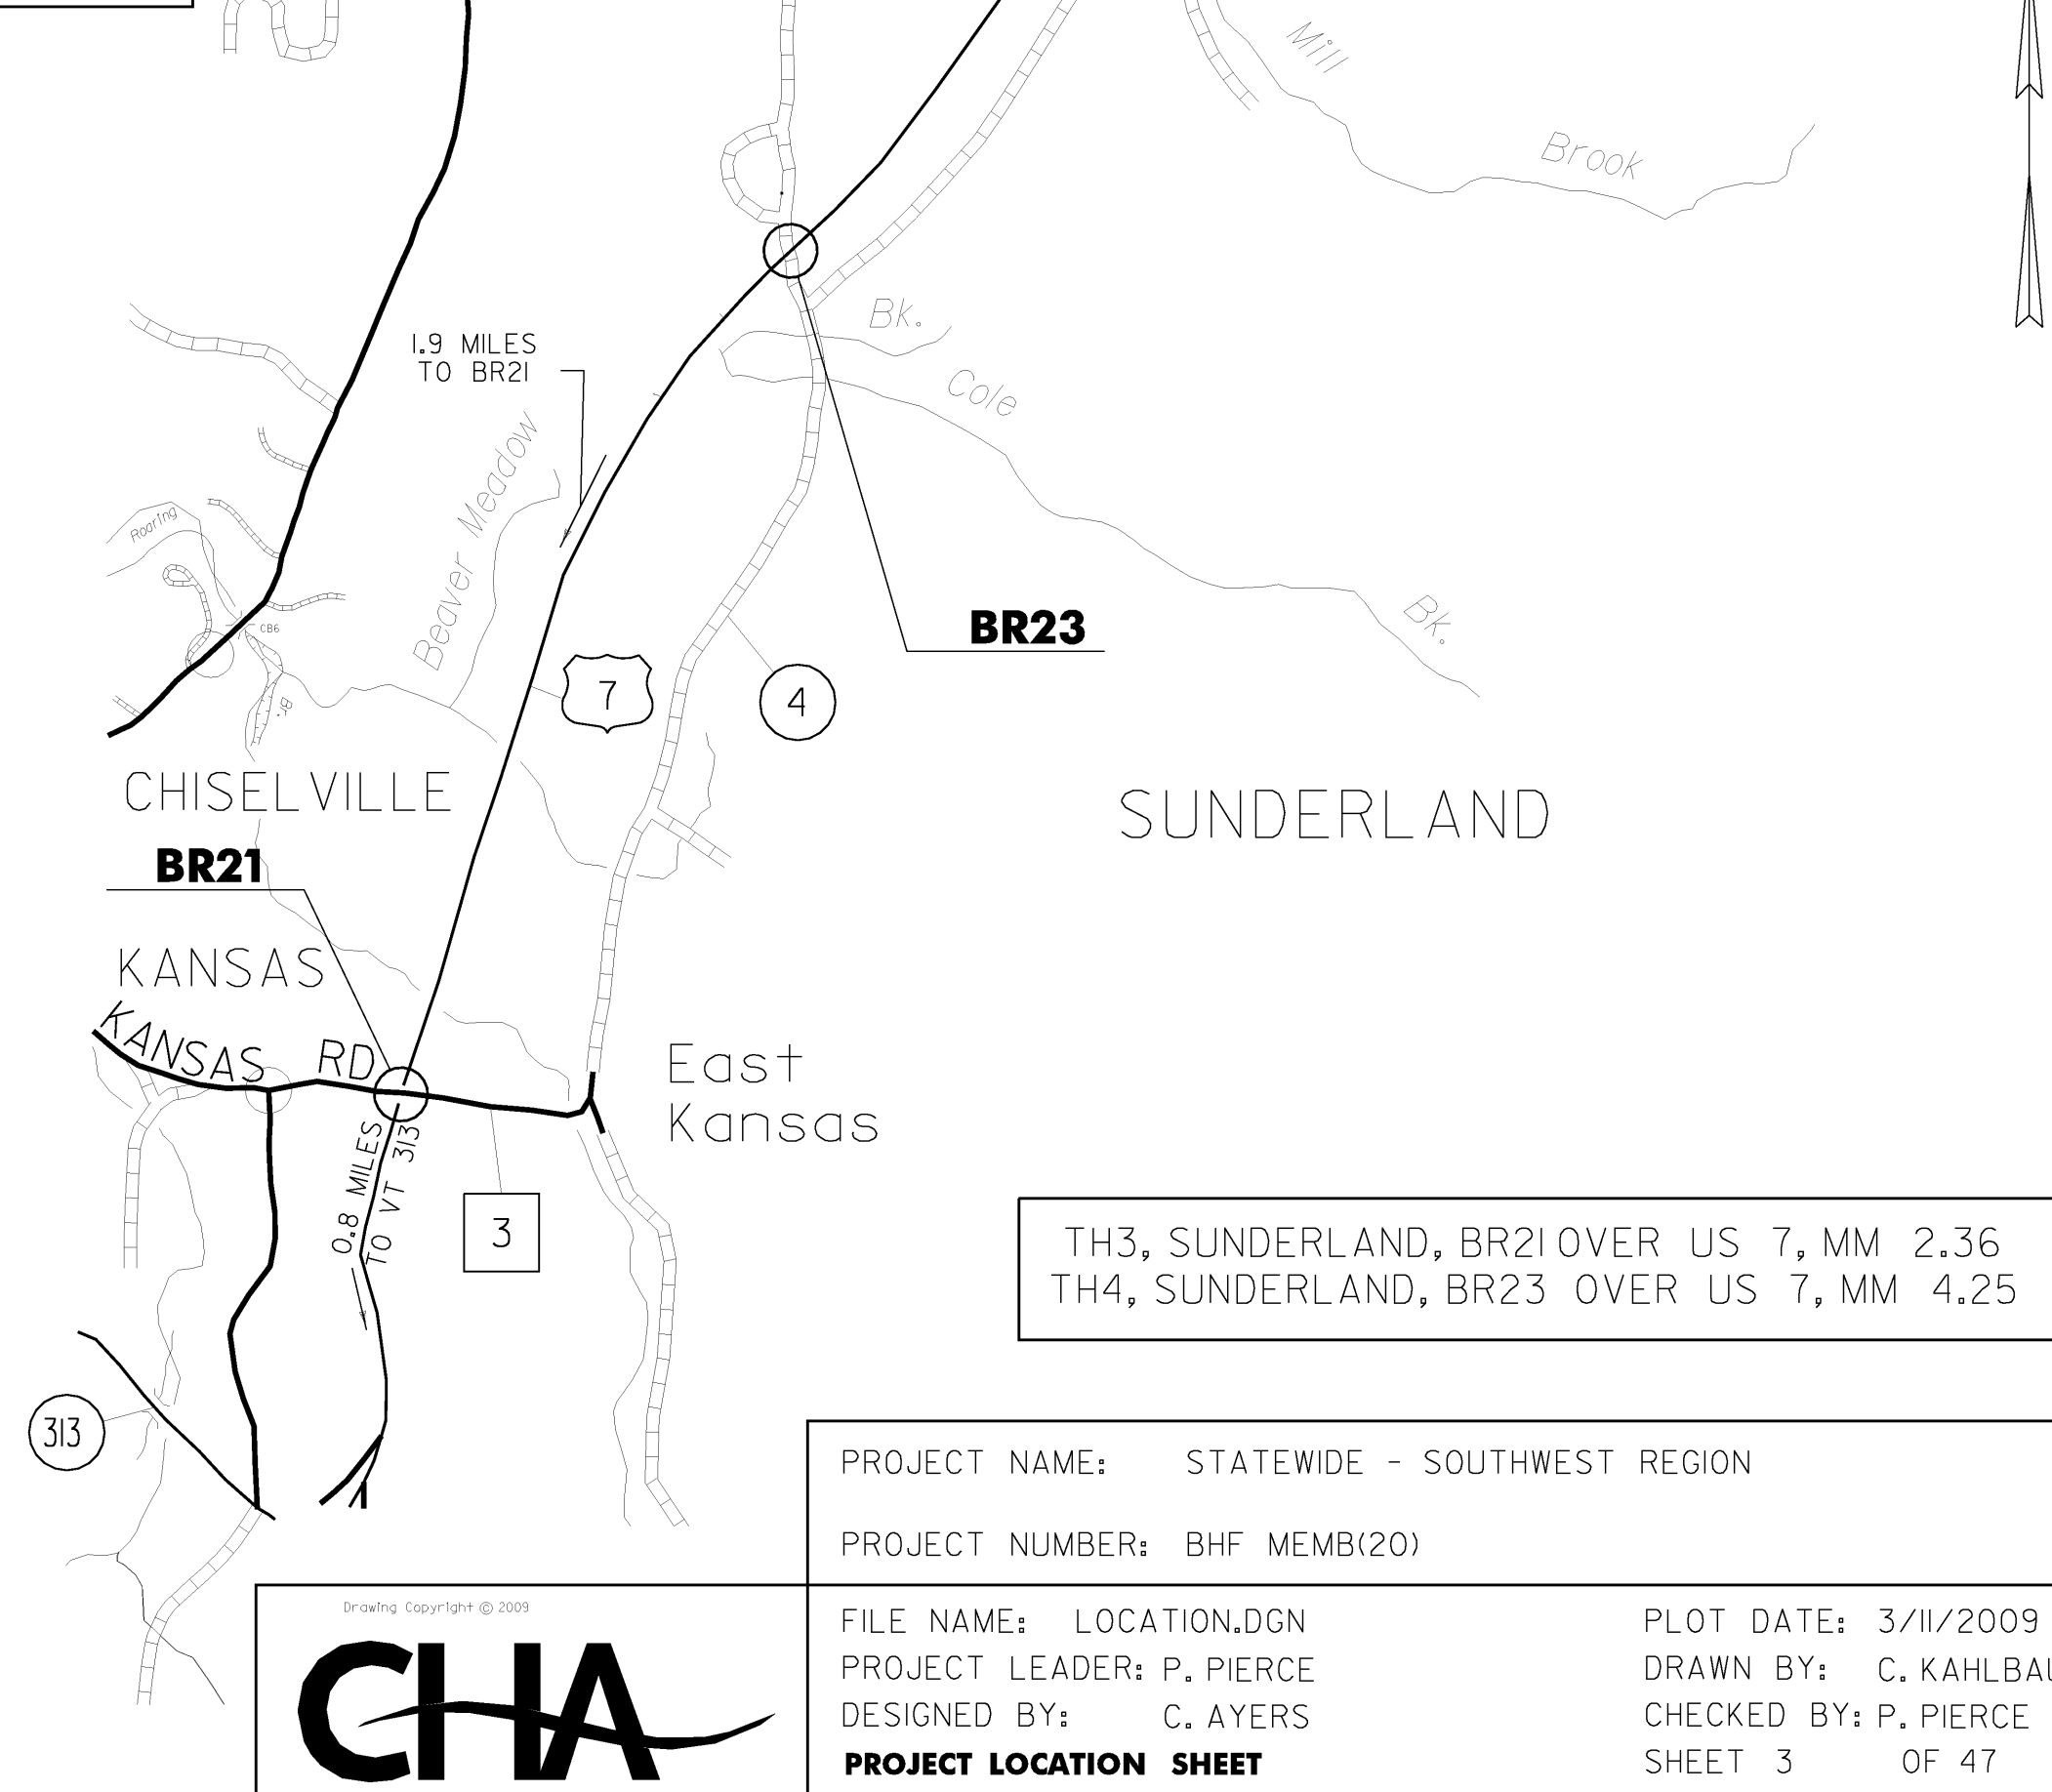 Mill
Brook
Bk.
1.9 MILES
TO BR21
Cole
Beaver Meadow
Roaring
CB6
Br.
Bk.
BR23
7
4
CHISELVILLE
SUNDERLAND
BR21
KANSAS
KANSAS RD
East
Kansas
0.8 MILES
TO VT 313
3
TH3, SUNDERLAND, BR21 OVER US 7, MM 2.36
TH4, SUNDERLAND, BR23 OVER US 7, MM 4.25
313
PROJECT NAME: STATEWIDE - SOUTHWEST REGION
PROJECT NUMBER: BHF MEMB(20)
Drawing Copyright © 2009
CHA
FILE NAME: LOCATION.DGN
PLOT DATE: 3/11/2009
PROJECT LEADER: P. PIERCE
DRAWN BY: C. KAHLBAU
DESIGNED BY: C. AYERS
CHECKED BY: P. PIERCE
PROJECT LOCATION SHEET
SHEET 3 OF 47